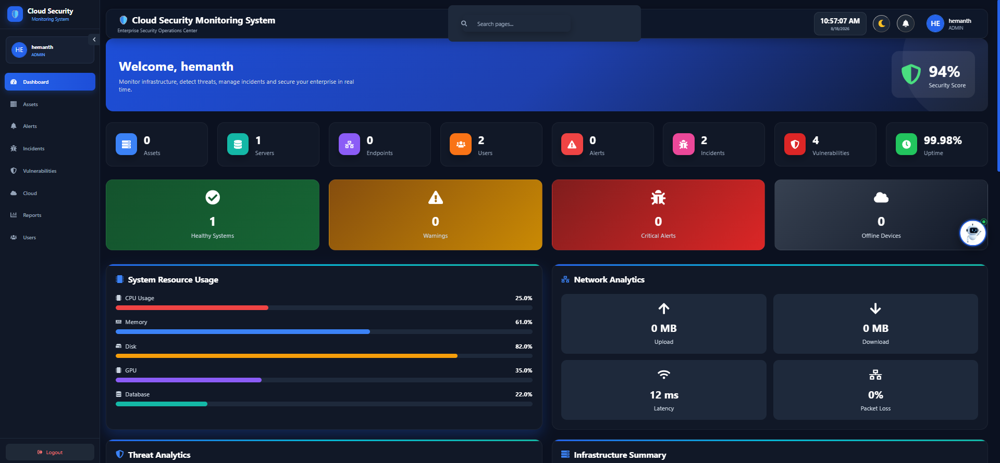 Cloud Security
Monitoring System
HE
hemanth
ADMIN
Dashboard
Assets
Alerts
Incidents
Vulnerabilities
Cloud
Reports
Users
Logout
Cloud Security Monitoring System
Enterprise Security Operations Center
Search pages...
10:57:07 AM
8/18/2026
HE
hemanth
ADMIN
Welcome, hemanth
Monitor infrastructure, detect threats, manage incidents and secure your enterprise in real
time.
94%
Security Score
0
Assets
1
Servers
0
Endpoints
2
Users
0
Alerts
2
Incidents
4
Vulnerabilities
99.98%
Uptime
1
Healthy Systems
0
Warnings
0
Critical Alerts
0
Offline Devices
System Resource Usage
CPU Usage 25.0%
Memory 61.0%
Disk 82.0%
GPU 35.0%
Database 22.0%
Network Analytics
0 MB
Upload
0 MB
Download
12 ms
Latency
0%
Packet Loss
Threat Analytics
Infrastructure Summary